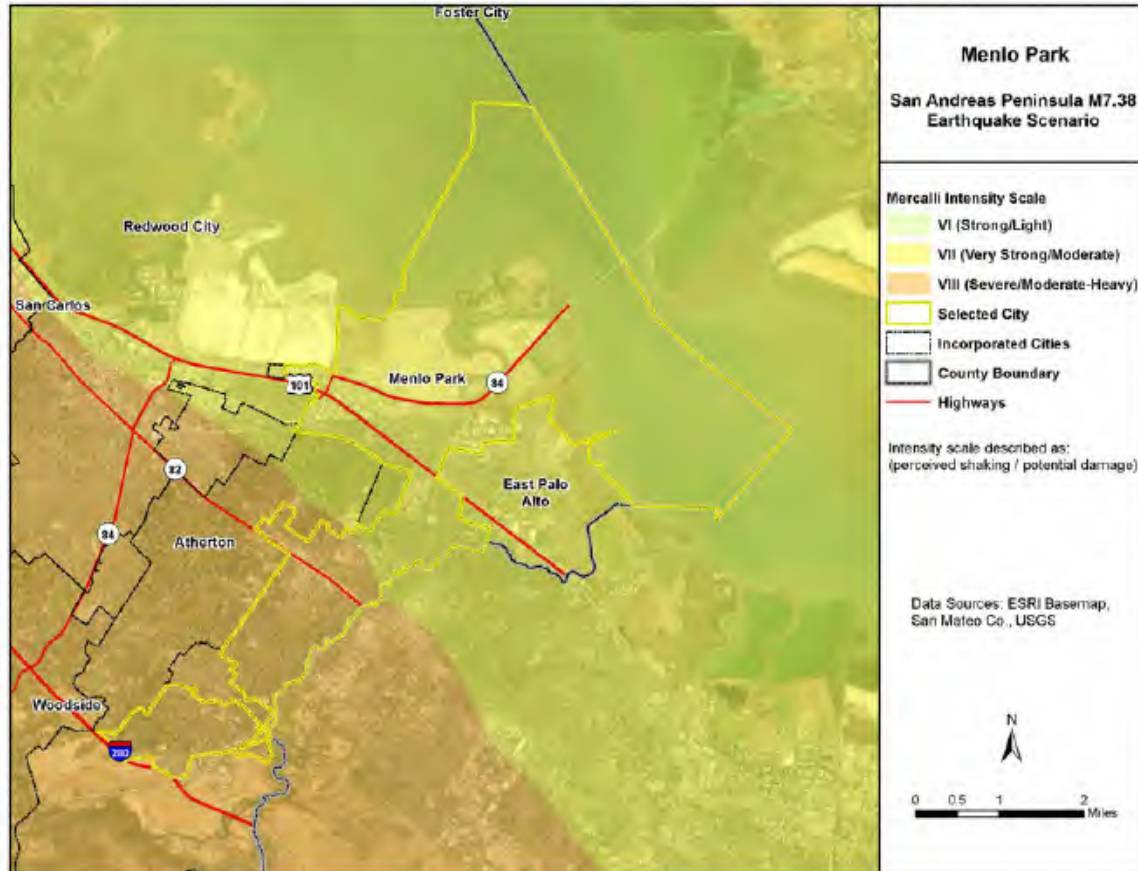 Foster City
Redwood City
San Carlos
101
Menlo Park
84
82
East Palo
Alto
84
Atherton
Woodside
280
Menlo Park
San Andreas Peninsula M7.38
Earthquake Scenario
Mercalli Intensity Scale
VI (Strong/Light)
VII (Very Strong/Moderate)
VIII (Severe/Moderate-Heavy)
Selected City
Incorporated Cities
County Boundary
Highways
Intensity scale described as:
(perceived shaking / potential damage)
Data Sources: ESRI Basemap,
San Mateo Co., USGS
N
0 0.5 1 2
Miles